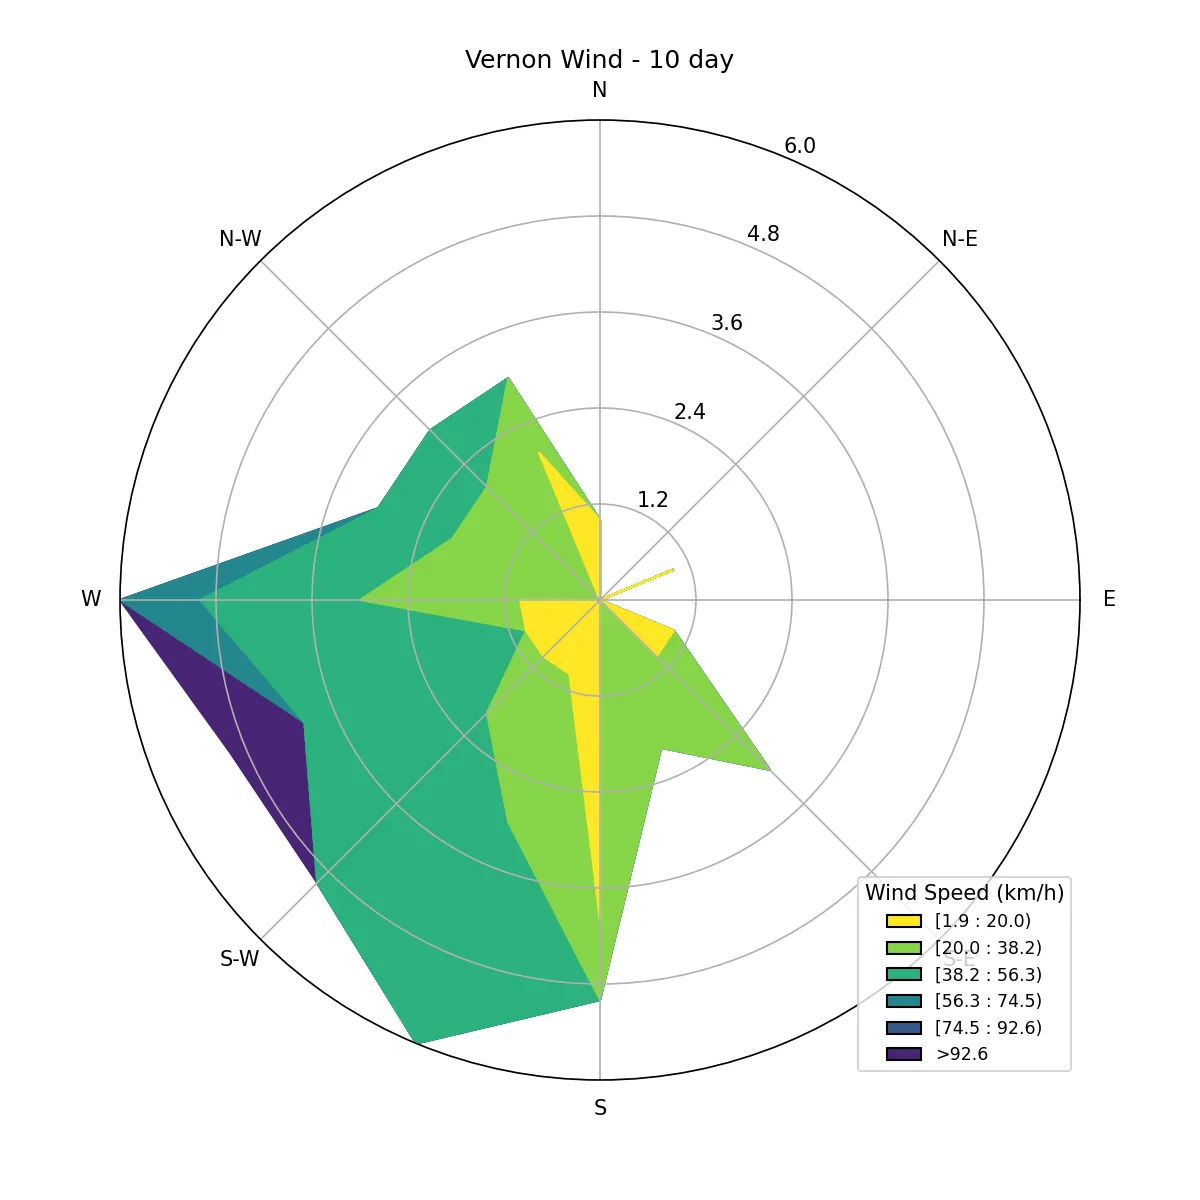 Vernon Wind - 10 day
N
6.0
N-W
N-E
4.8
3.6
2.4
1.2
W
E
S-W
S-E
Wind Speed (km/h)
[1.9 : 20.0)
[20.0 : 38.2)
[38.2 : 56.3)
[56.3 : 74.5)
[74.5 : 92.6)
>92.6
S